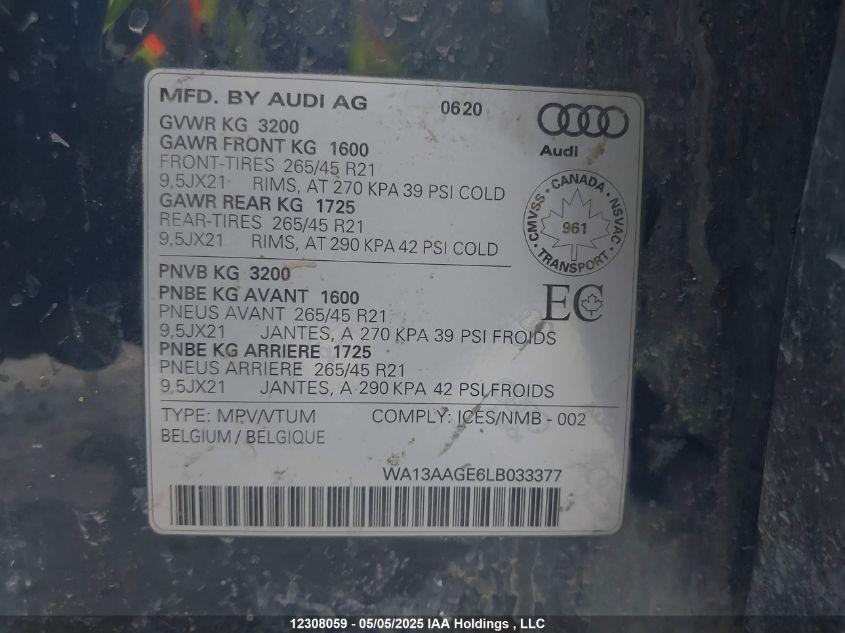 MFD. BY AUDI AG 0620
GVWR KG 3200
GAWR FRONT KG 1600
FRONT-TIRES 265/45 R21
9,5JX21 RIMS, AT 270 KPA 39 PSI COLD
GAWR REAR KG 1725
REAR-TIRES 265/45 R21
9,5JX21 RIMS, AT 290 KPA 42 PSI COLD
Audi
CMVSS · CANADA · NSVAC · TRANSPORT ·
961
PNVB KG 3200
PNBE KG AVANT 1600
PNEUS AVANT 265/45 R21
9,5JX21 JANTES, A 270 KPA 39 PSI FROIDS
PNBE KG ARRIERE 1725
PNEUS ARRIERE 265/45 R21
9,5JX21 JANTES, A 290 KPA 42 PSI FROIDS
EC
TYPE: MPV/VTUM COMPLY: ICES/NMB - 002
BELGIUM / BELGIQUE
WA13AAGE6LB033377
12308059 - 05/05/2025 IAA Holdings , LLC